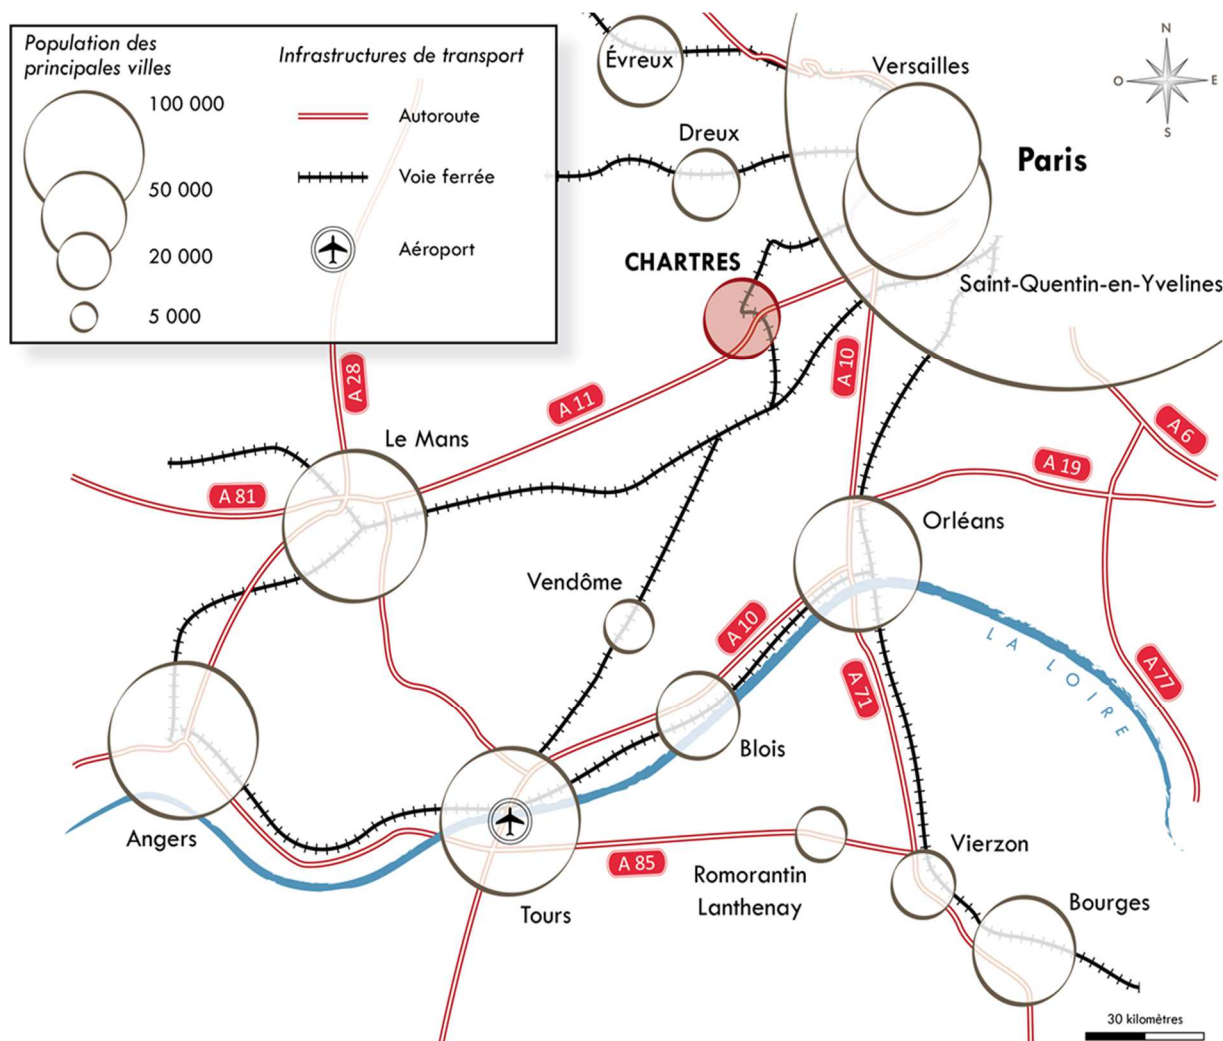 Population des
principales villes
100 000
50 000
20 000
5 000
Infrastructures de transport
Autoroute
Voie ferrée
Aéroport
N
O
E
S
Évreux
Versailles
Dreux
Paris
CHARTRES
Saint-Quentin-en-Yvelines
A 28
A 11
A 10
A 6
Le Mans
A 19
A 81
Orléans
Vendôme
A 10
LA LOIRE
A 71
A 77
Blois
Angers
Tours
A 85
Romorantin
Lanthenay
Vierzon
Bourges
30 kilomètres